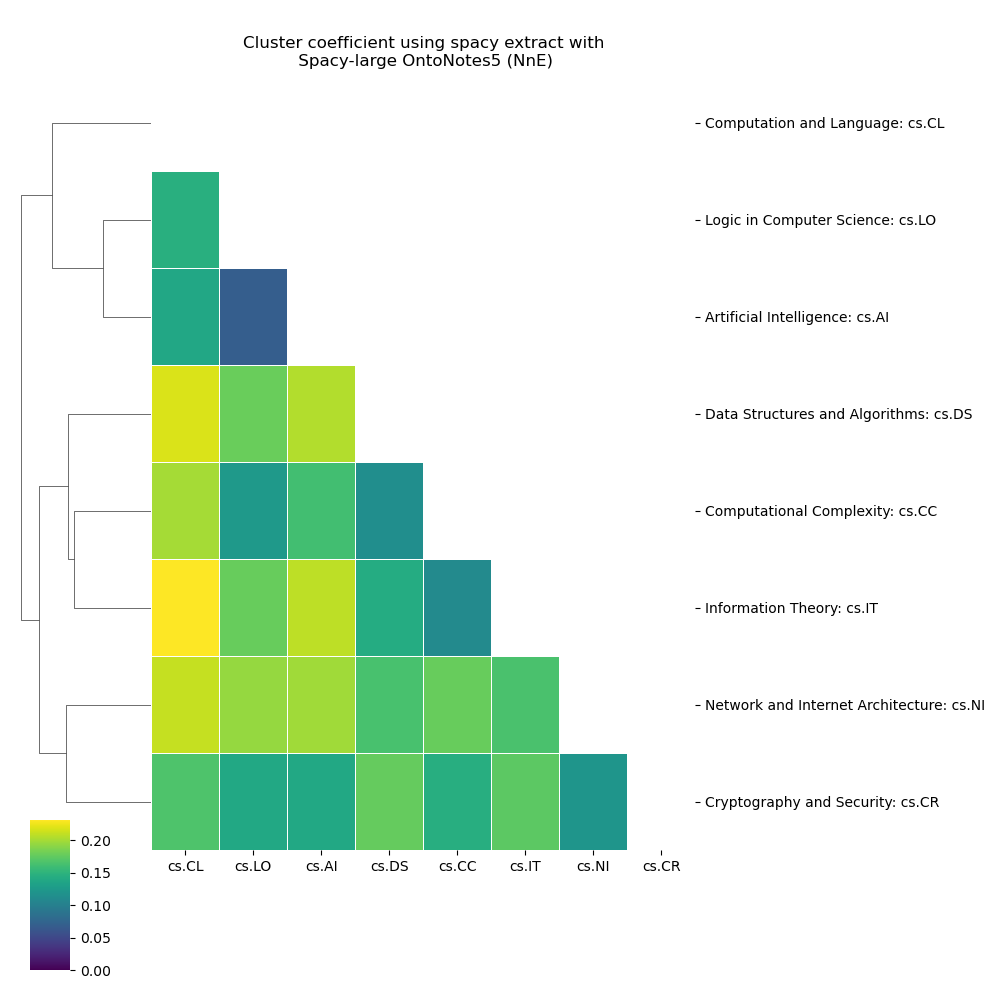 Cluster coefficient using spacy extract with
Spacy-large OntoNotes5 (NnE)
Computation and Language: cs.CL
Logic in Computer Science: cs.LO
Artificial Intelligence: cs.AI
Data Structures and Algorithms: cs.DS
Computational Complexity: cs.CC
Information Theory: cs.IT
Network and Internet Architecture: cs.NI
Cryptography and Security: cs.CR
cs.CL cs.LO cs.AI cs.DS cs.CC cs.IT cs.NI cs.CR
0.20
0.15
0.10
0.05
0.00